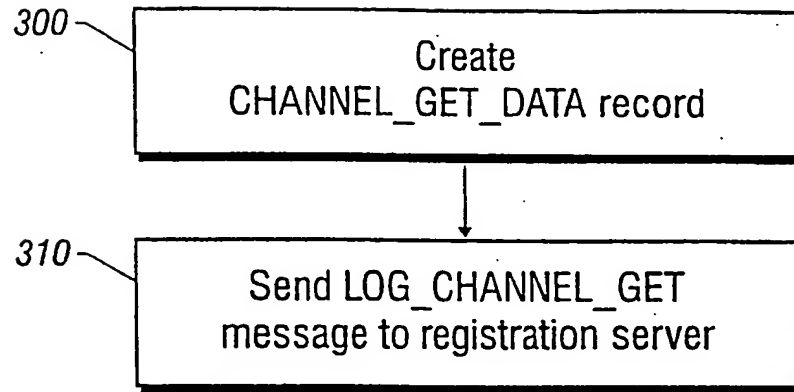 300
Create
CHANNEL_GET_DATA record
310
Send LOG_CHANNEL_GET
message to registration server